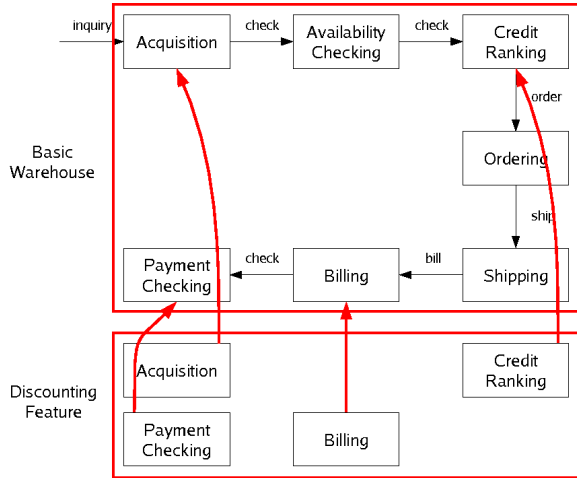 inquiry
Acquisition
check
Availability
Checking
check
Credit
Ranking
order
Basic
Warehouse
Ordering
ship
Payment
Checking
check
Billing
bill
Shipping
Discounting
Feature
Acquisition
Credit
Ranking
Payment
Checking
Billing